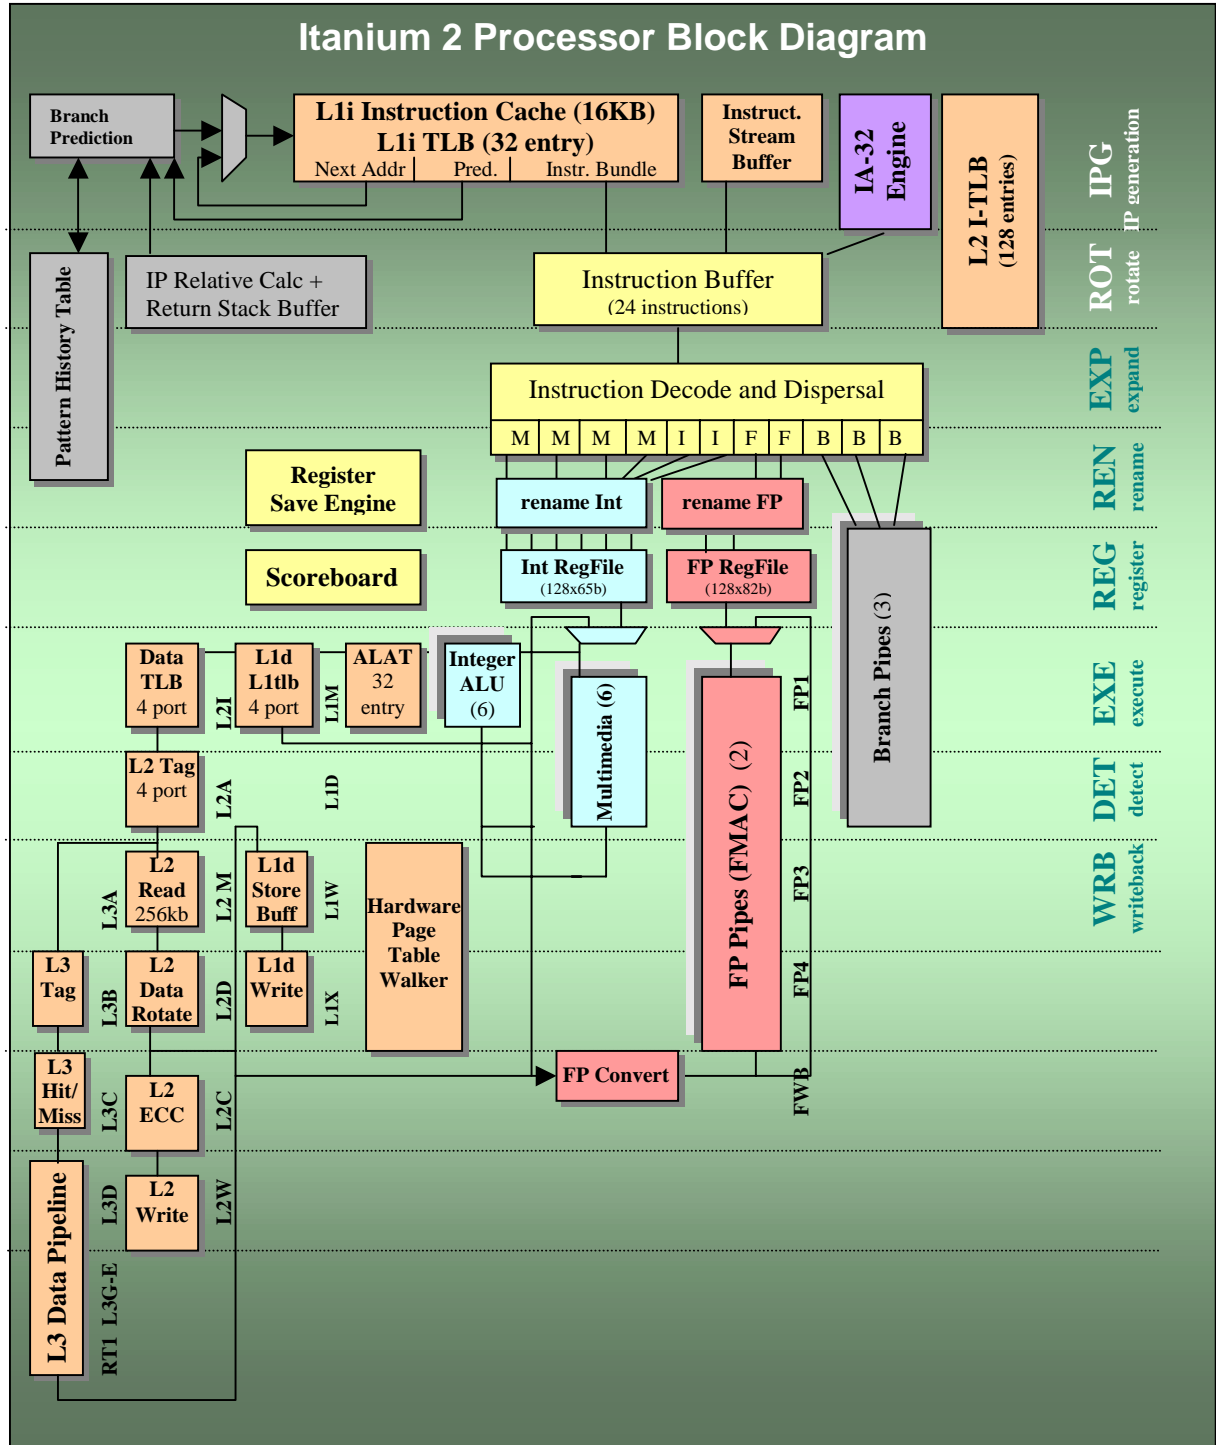 Itanium 2 Processor Block Diagram
Branch
Prediction
L1i Instruction Cache (16KB)
L1i TLB (32 entry)
Next Addr
Pred.
Instr. Bundle
Instruct.
Stream
Buffer
IA-32
Engine
L2 I-TLB
(128 entries)
IPG
IP generation
Pattern History Table
IP Relative Calc +
Return Stack Buffer
Instruction Buffer
(24 instructions)
ROT
rotate
Instruction Decode and Dispersal
M M M M I I F F B B B
EXP
expand
Register
Save Engine
rename Int
rename FP
REN
rename
Scoreboard
Int RegFile
(128x65b)
FP RegFile
(128x82b)
Branch Pipes (3)
REG
register
Data
TLB
4 port
L2I
L1d
L1tlb
4 port
L1M
ALAT
32
entry
Integer
ALU
(6)
Multimedia (6)
FP Pipes (FMAC) (2)
FP1
EXE
execute
L2 Tag
4 port
L2A
L1D
FP2
DET
detect
L3A
L2
Read
256kb
L2 M
L1d
Store
Buff
L1W
Hardware
Page
Table
Walker
FP3
WRB
writeback
L3
Tag
L3B
L2
Data
Rotate
L2D
L1d
Write
L1X
FP4
L3
Hit/
Miss
L3C
L2
ECC
L2C
FP Convert
FWB
L3 Data Pipeline
L3D
L2
Write
L2W
RT1 L3G-E